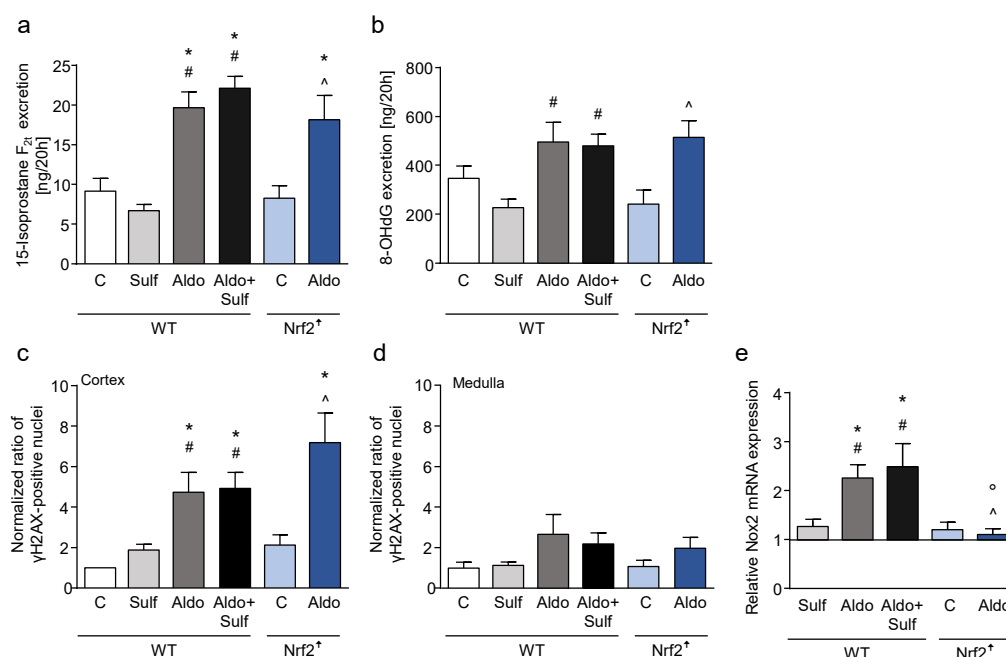 a
15-Isoprostane F2t excretion
[ng/20h]
25
20
15
10
5
0
*
#
*
#
*
^
C Sulf Aldo Aldo+ C Aldo
Sulf
WT Nrf2↑
b
8-OHdG excretion [ng/20h]
800
600
400
200
0
#
#
^
C Sulf Aldo Aldo+ C Aldo
Sulf
WT Nrf2↑
c
Cortex
Normalized ratio of
γH2AX-positive nuclei
10
8
6
4
2
0
*
#
*
#
*
^
C Sulf Aldo Aldo+ C Aldo
Sulf
WT Nrf2↑
d
Medulla
Normalized ratio of
γH2AX-positive nuclei
10
8
6
4
2
0
C Sulf Aldo Aldo+ C Aldo
Sulf
WT Nrf2↑
e
Relative Nox2 mRNA expression
4
3
2
1
0
*
#
*
#
°
^
Sulf Aldo Aldo+ C Aldo
Sulf
WT Nrf2↑